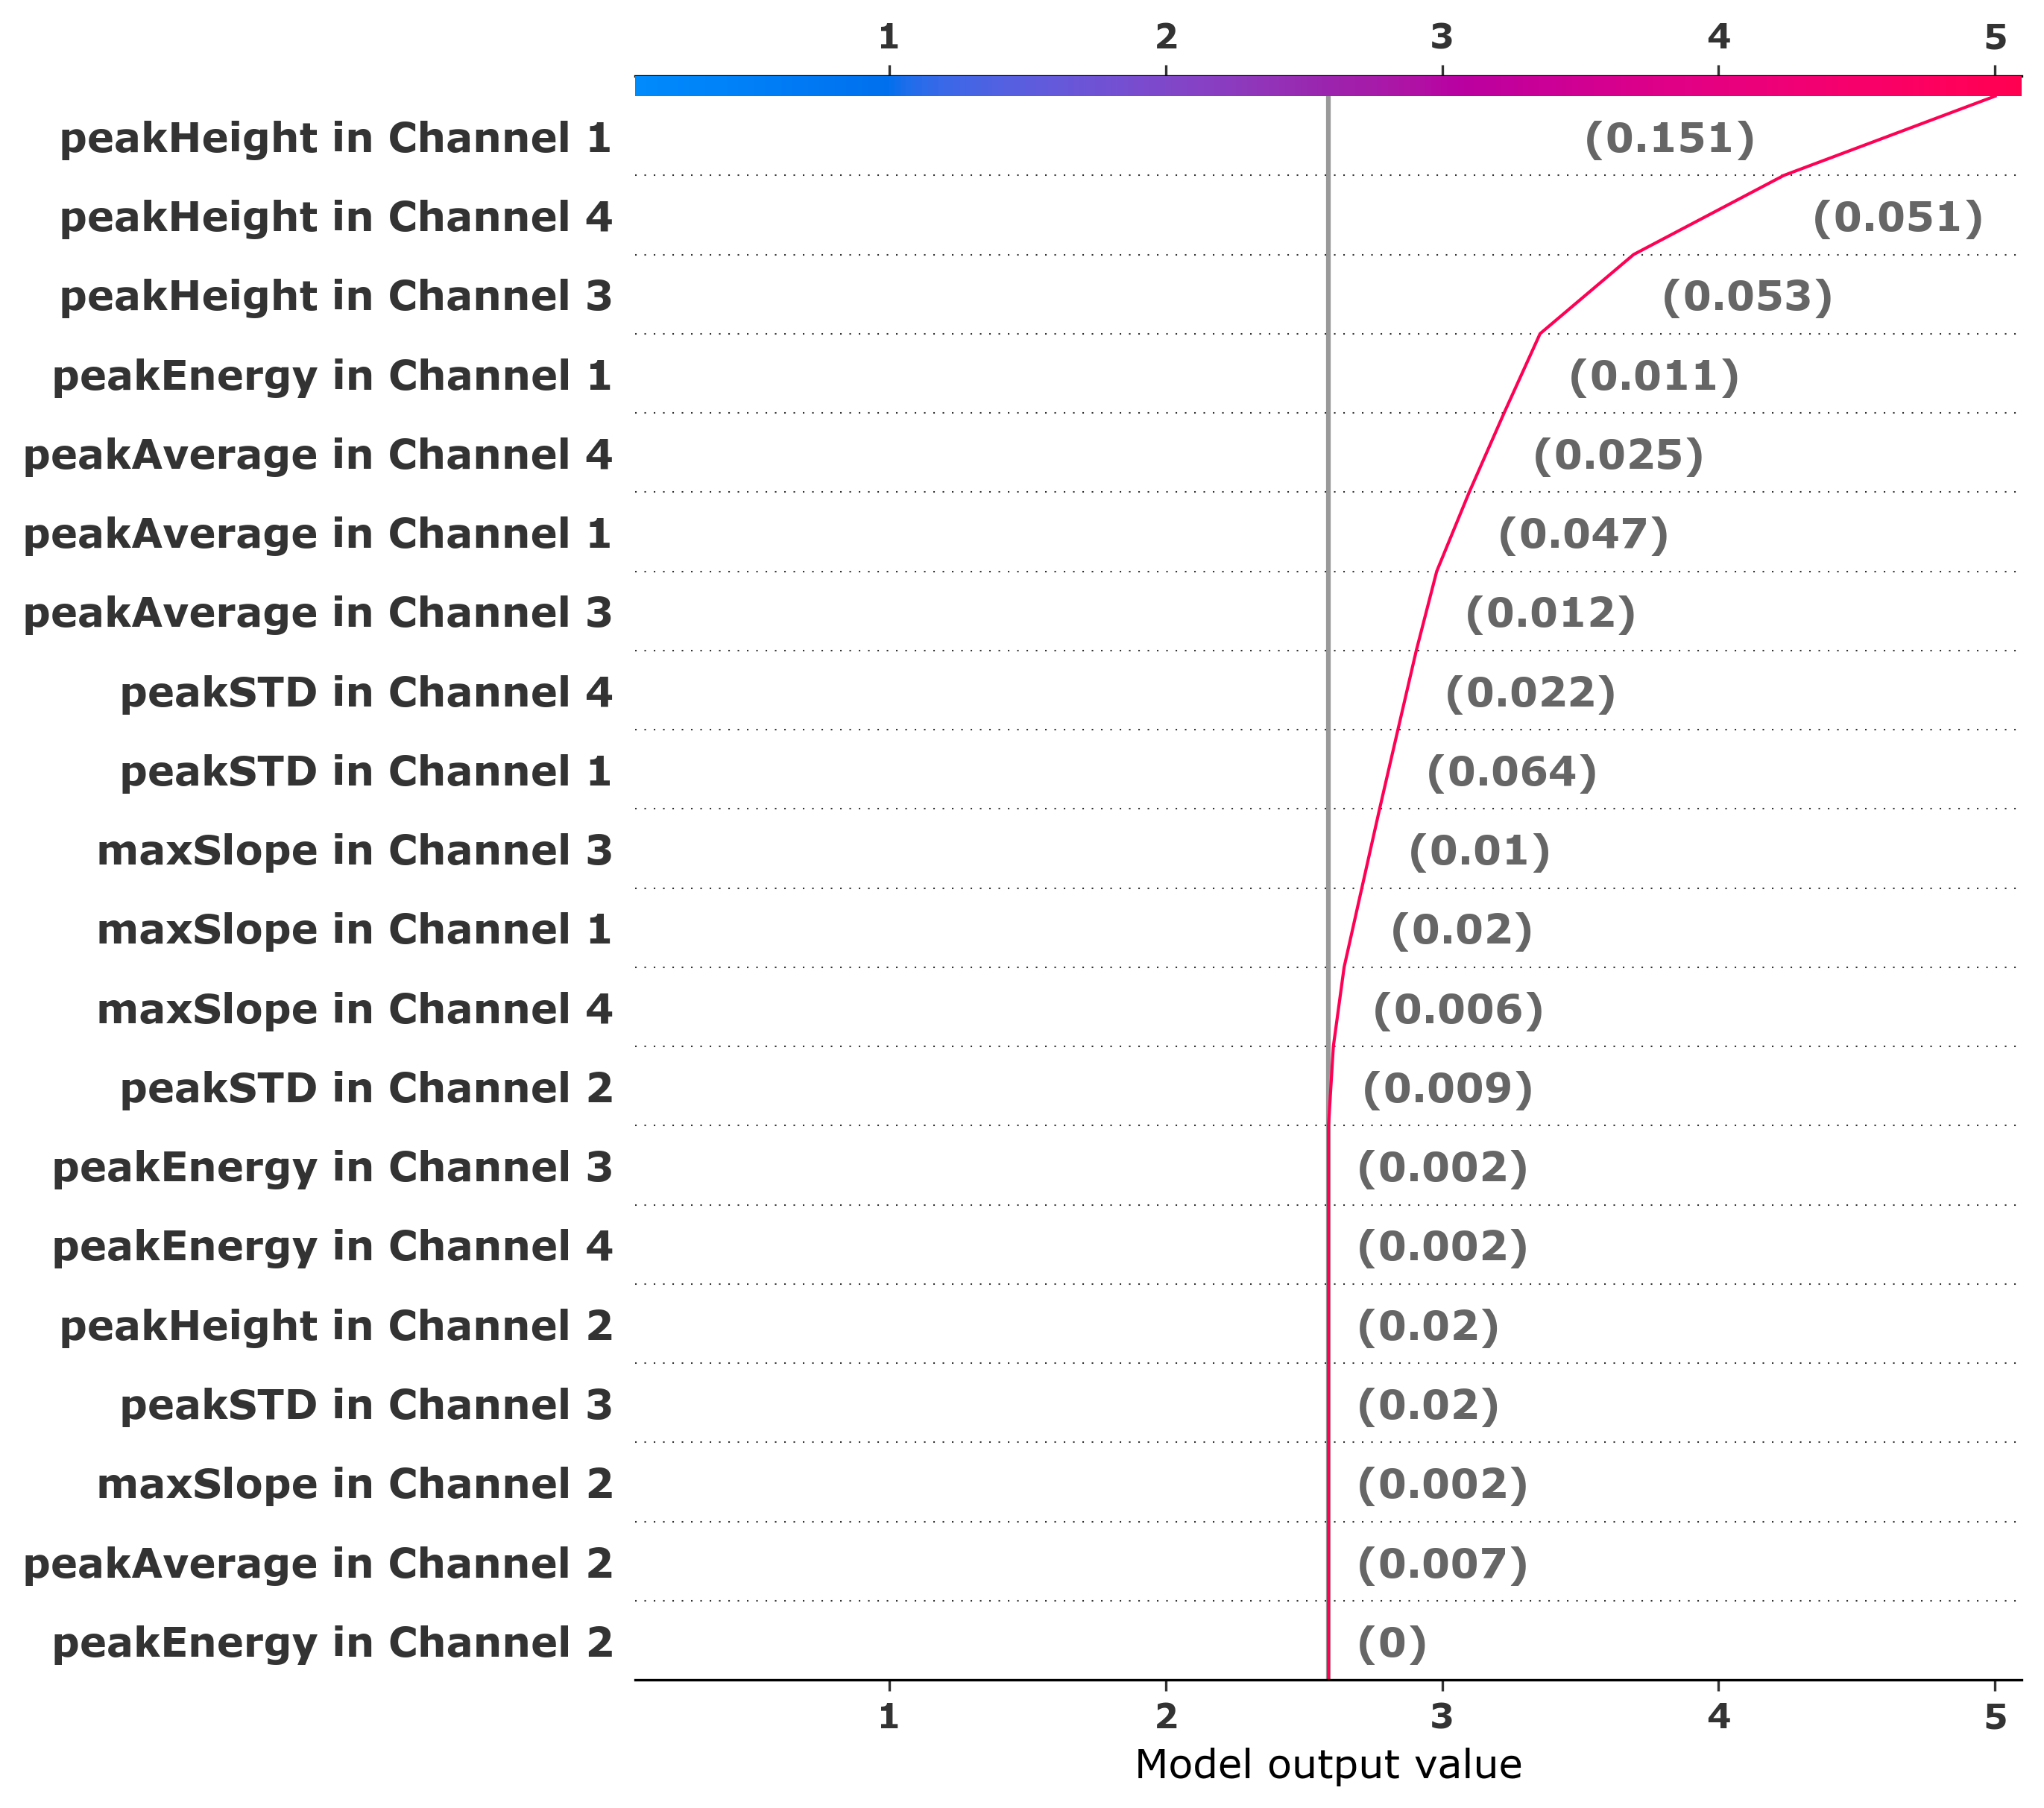 1 2 3 4 5
peakHeight in Channel 1 (0.151)
peakHeight in Channel 4 (0.051)
peakHeight in Channel 3 (0.053)
peakEnergy in Channel 1 (0.011)
peakAverage in Channel 4 (0.025)
peakAverage in Channel 1 (0.047)
peakAverage in Channel 3 (0.012)
peakSTD in Channel 4 (0.022)
peakSTD in Channel 1 (0.064)
maxSlope in Channel 3 (0.01)
maxSlope in Channel 1 (0.02)
maxSlope in Channel 4 (0.006)
peakSTD in Channel 2 (0.009)
peakEnergy in Channel 3 (0.002)
peakEnergy in Channel 4 (0.002)
peakHeight in Channel 2 (0.02)
peakSTD in Channel 3 (0.02)
maxSlope in Channel 2 (0.002)
peakAverage in Channel 2 (0.007)
peakEnergy in Channel 2 (0)
1 2 3 4 5
Model output value